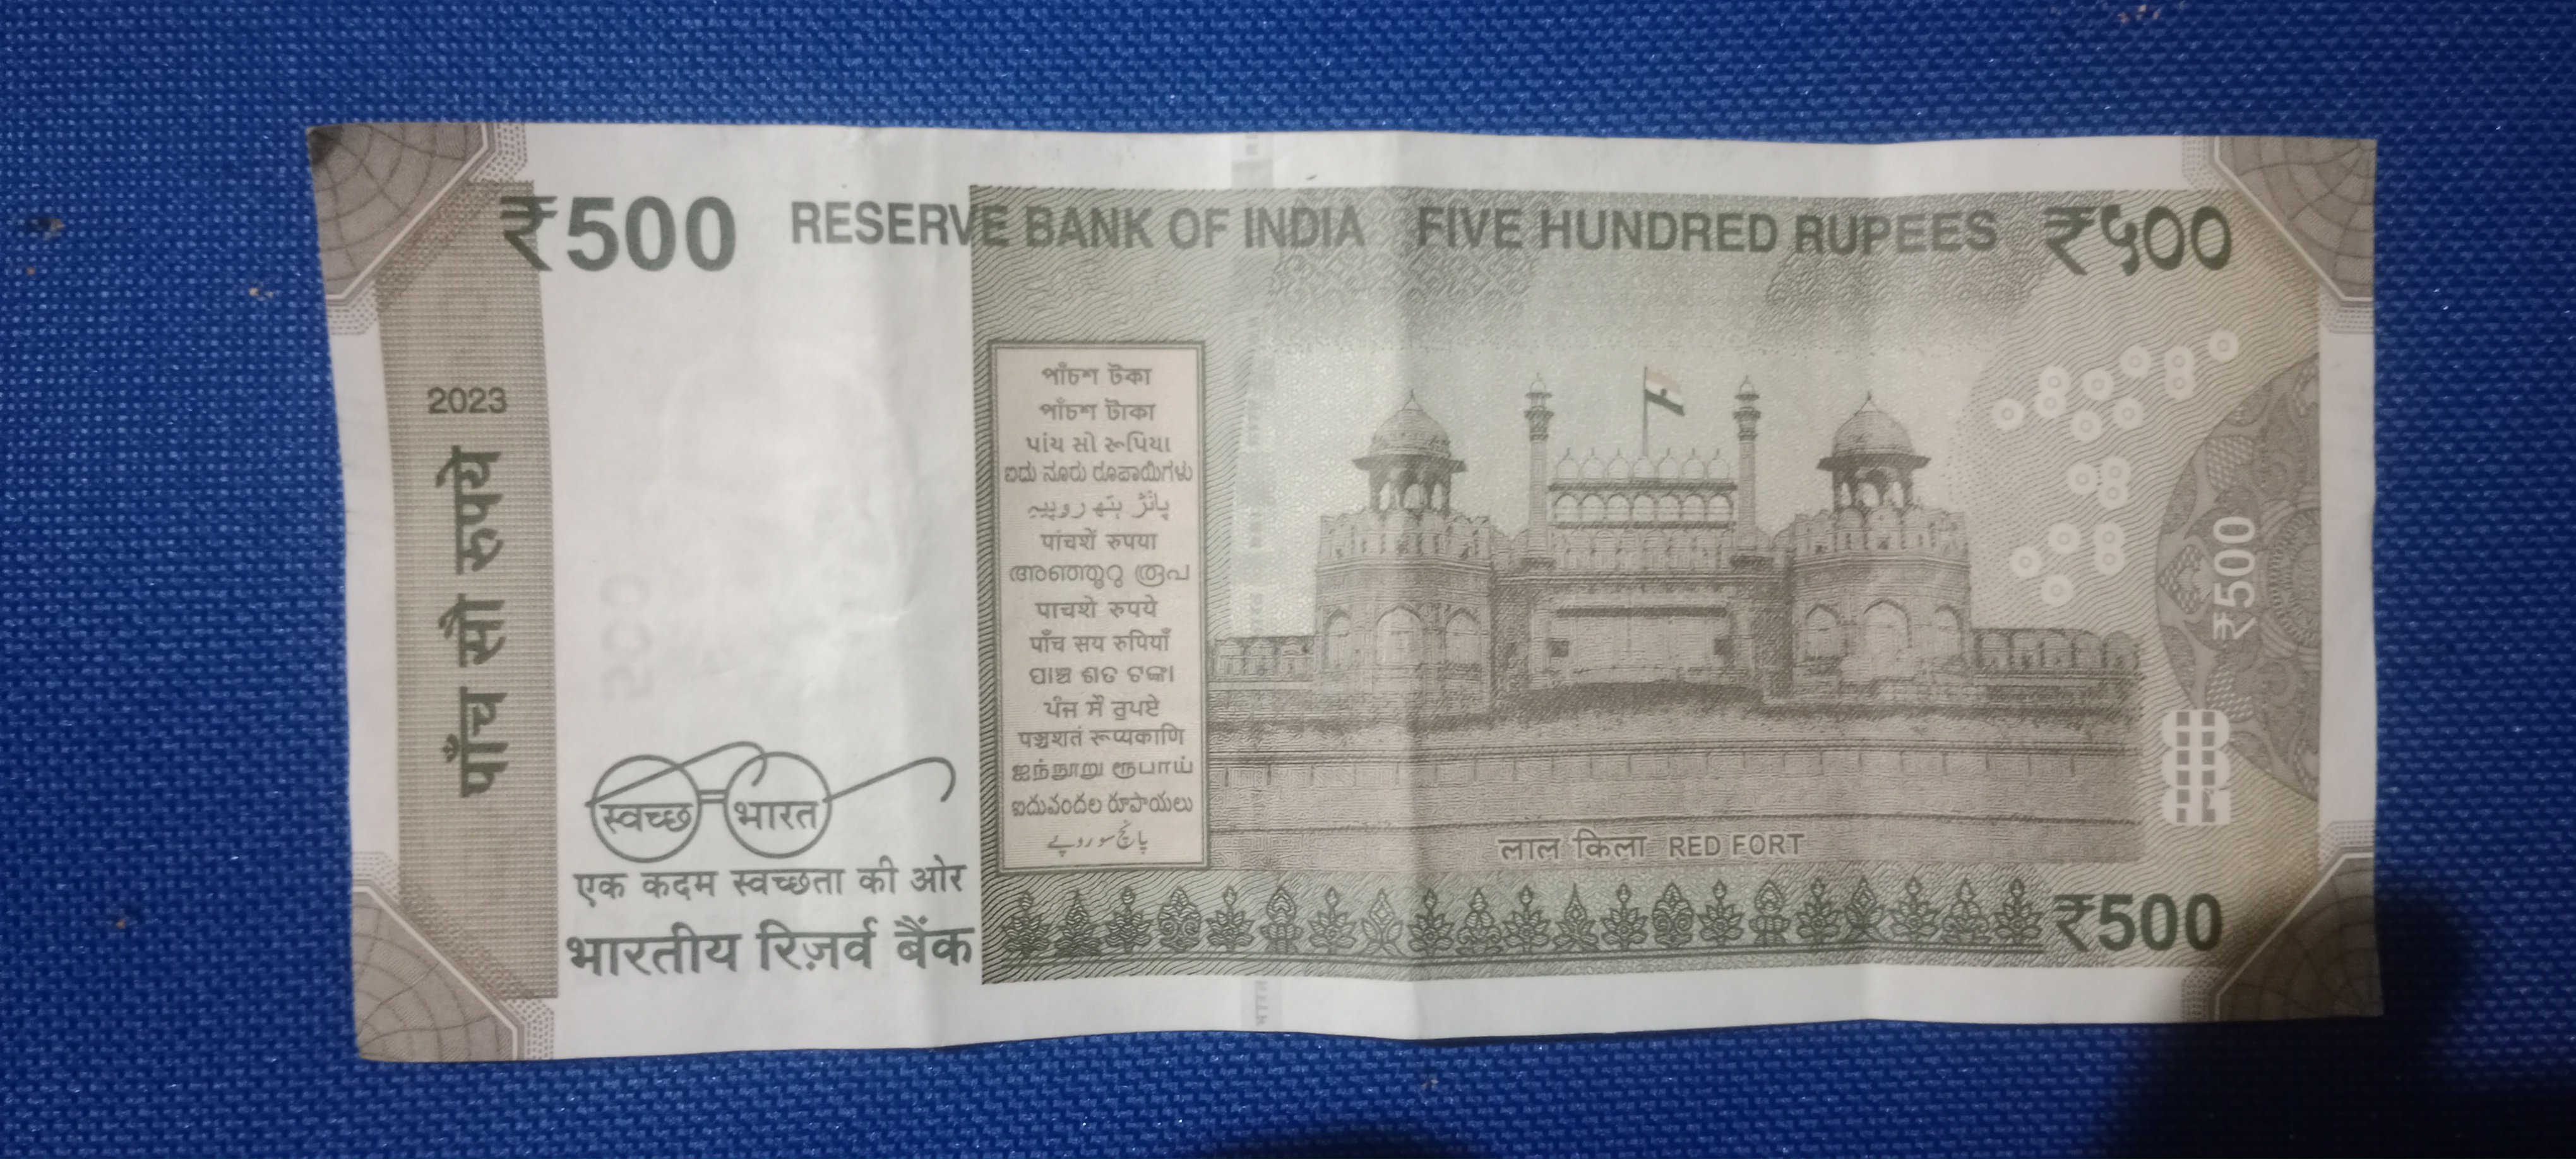 ₹500 RESERVE BANK OF INDIA FIVE HUNDRED RUPEES ₹५००
2023
पाँच सौ रुपये
পাঁচশ টকা
পাঁচশ টাকা
પાંચ સો રૂપિયા
ಐದು ನೂರು ರೂಪಾಯಿಗಳು
پانژھ ہَتھ روپیہِ
पांचशें रुपया
അഞ്ഞൂറു രൂപ
पाचशे रुपये
पाँच सय रुपियाँ
ପାଞ୍ଚ ଶତ ଟଙ୍କା
ਪੰਜ ਸੌ ਰੁਪਏ
पञ्चशतं रूप्यकाणि
ஐந்நூறு ரூபாய்
ఐదువందల రూపాయలు
پانچ سو روپے
₹500
स्वच्छ भारत
एक कदम स्वच्छता की ओर
भारतीय रिज़र्व बैंक
लाल किला RED FORT
₹500